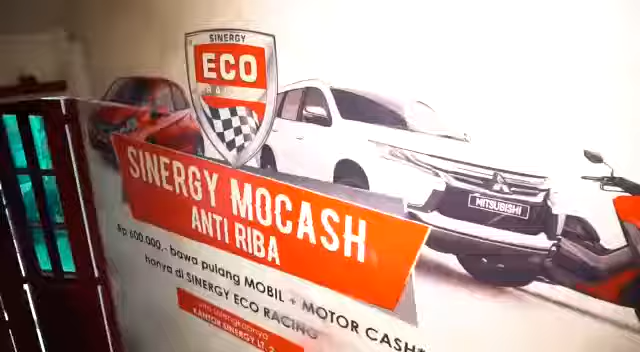 SINERGY
ECO
RACING
SINERGY MOCASH
ANTI RIBA
Rp 600.000,- bawa pulang MOBIL + MOTOR CASH*
hanya di SINERGY ECO RACING
KANTOR SINERGY LT. 2
MITSUBISHI